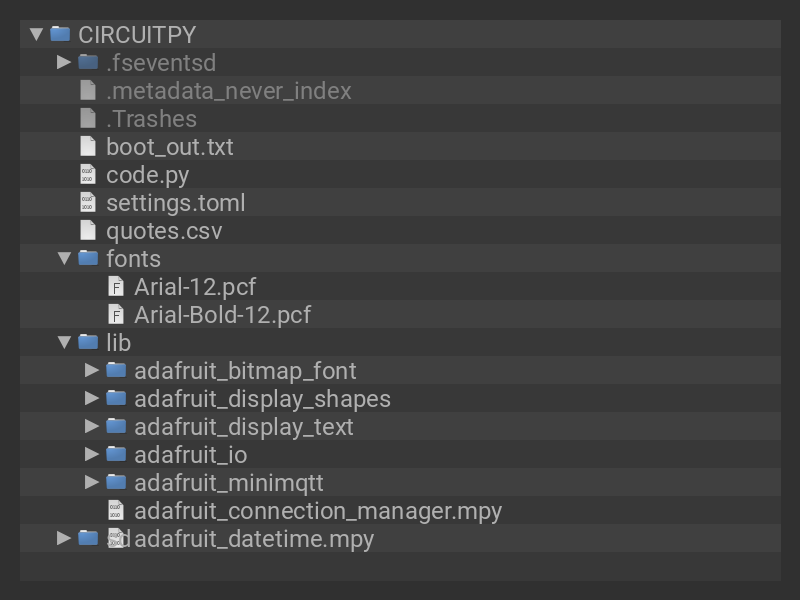 CIRCUITPY
.fseventsd
.metadata_never_index
.Trashes
boot_out.txt
code.py
settings.toml
quotes.csv
fonts
Arial-12.pcf
Arial-Bold-12.pcf
lib
adafruit_bitmap_font
adafruit_display_shapes
adafruit_display_text
adafruit_io
adafruit_minimqtt
adafruit_connection_manager.mpy
adafruit_datetime.mpy